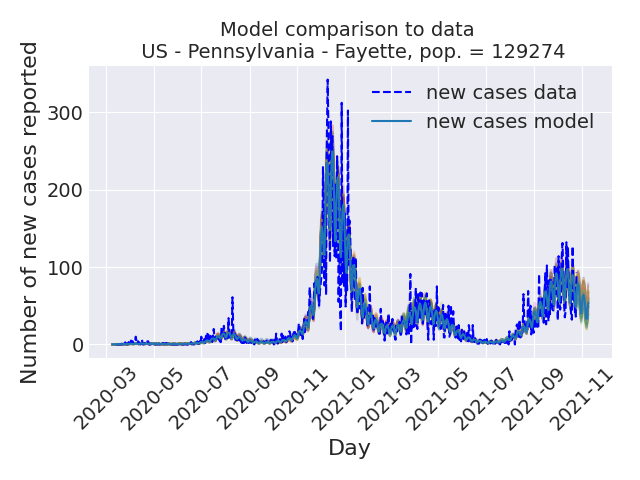 Model comparison to data
US - Pennsylvania - Fayette, pop. = 129274
Number of new cases reported
300
200
100
0
new cases data
new cases model
2020-03
2020-05
2020-07
2020-09
2020-11
2021-01
2021-03
2021-05
2021-07
2021-09
2021-11
Day